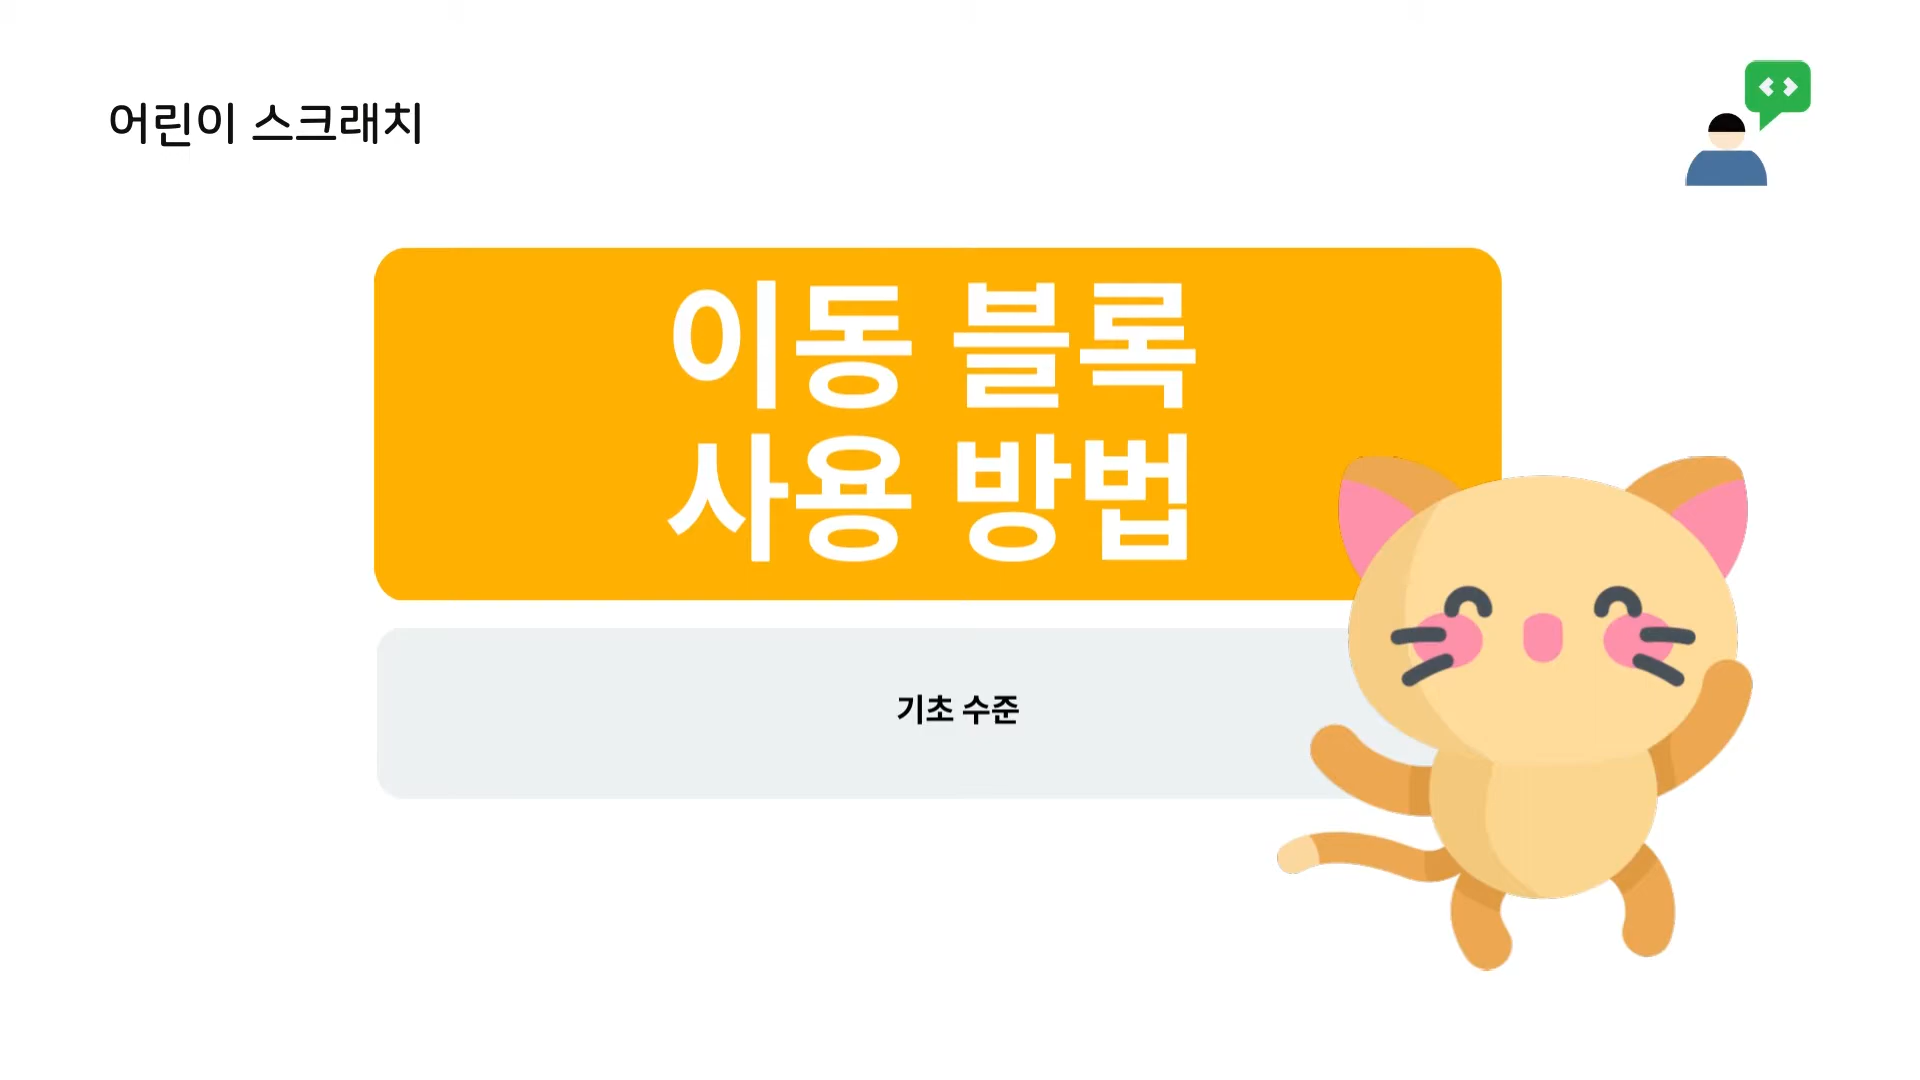 어린이 스크래치
이동 블록
사용 방법
기초 수준